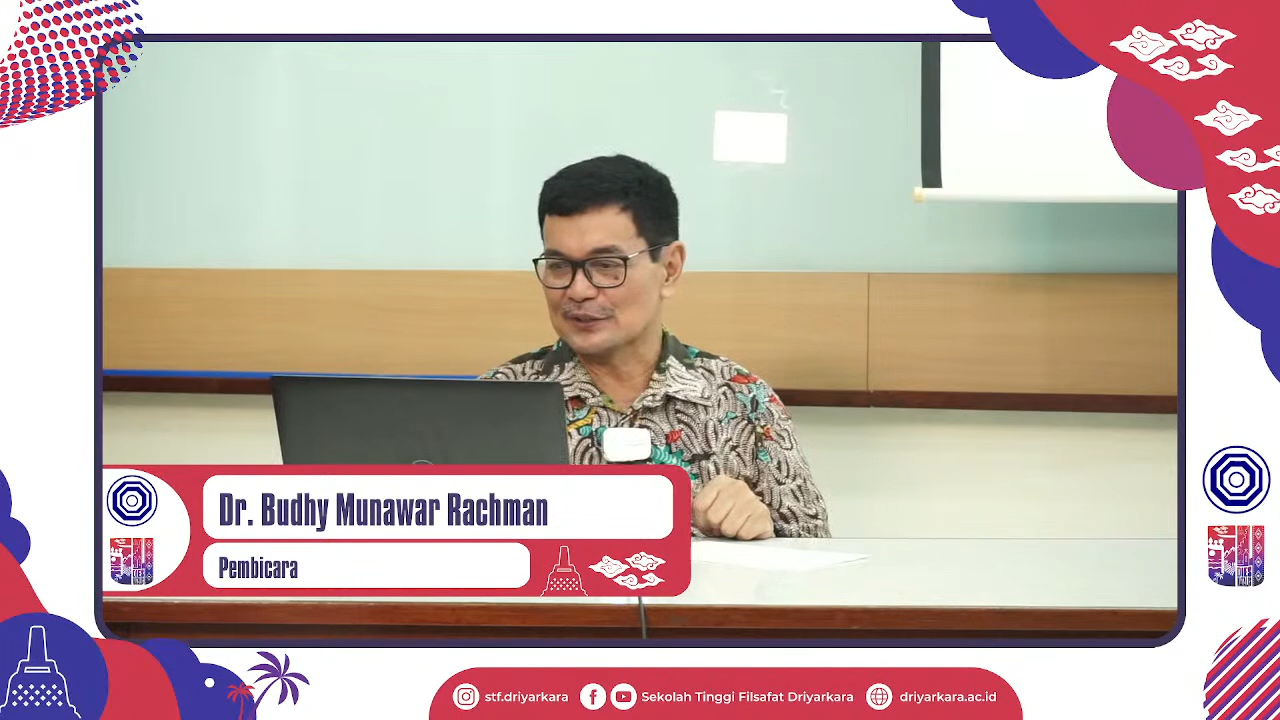 Dr. Budhy Munawar Rachman
Pembicara
stf.driyarkara
Sekolah Tinggi Filsafat Driyarkara
driyarkara.ac.id